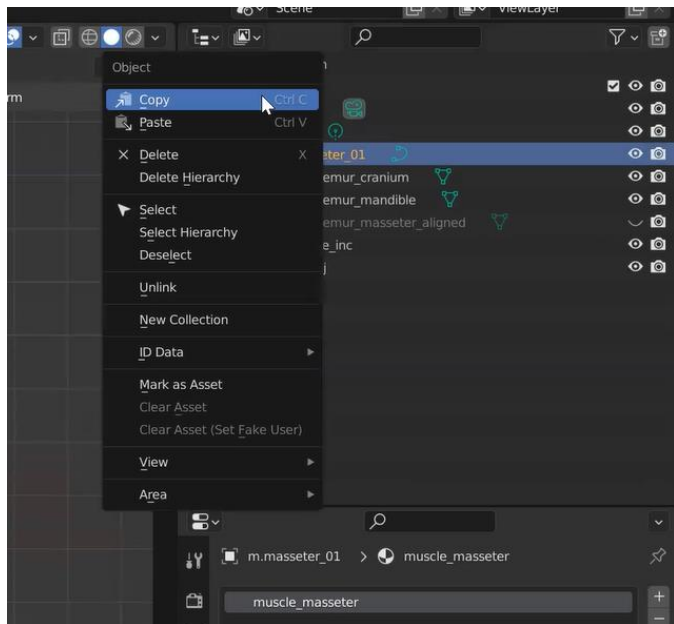 Scene
ViewLayer
Object
Copy Ctrl C
Paste Ctrl V
eter_01
Delete X
emur_cranium
Delete Hierarchy
emur_mandible
Select
emur_masseter_aligned
Select Hierarchy
e_inc
Deselect
j
Unlink
New Collection
ID Data
Mark as Asset
Clear Asset
Clear Asset (Set Fake User)
View
Area
m.masseter_01 > muscle_masseter
muscle_masseter
rm